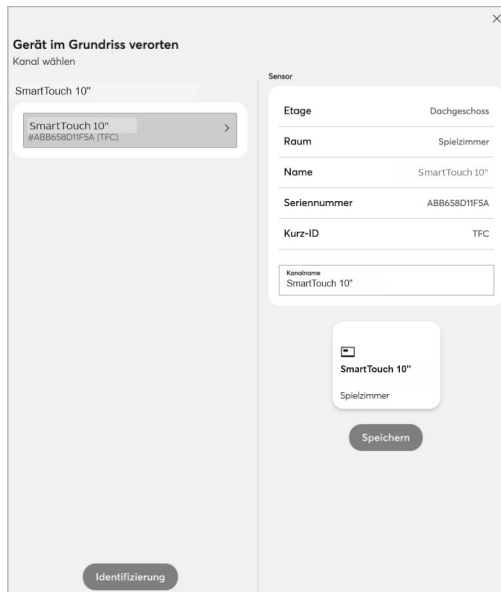 Gerät im Grundriss verorten
Kanal wählen
SmartTouch 10"
SmartTouch 10"
#ABB658D11F5A (TFC)
Sensor
Etage Dachgeschoss
Raum Spielzimmer
Name SmartTouch 10"
Seriennummer ABB658D11F5A
Kurz-ID TFC
Kanalname
SmartTouch 10"
SmartTouch 10"
Spielzimmer
Speichern
Identifizierung